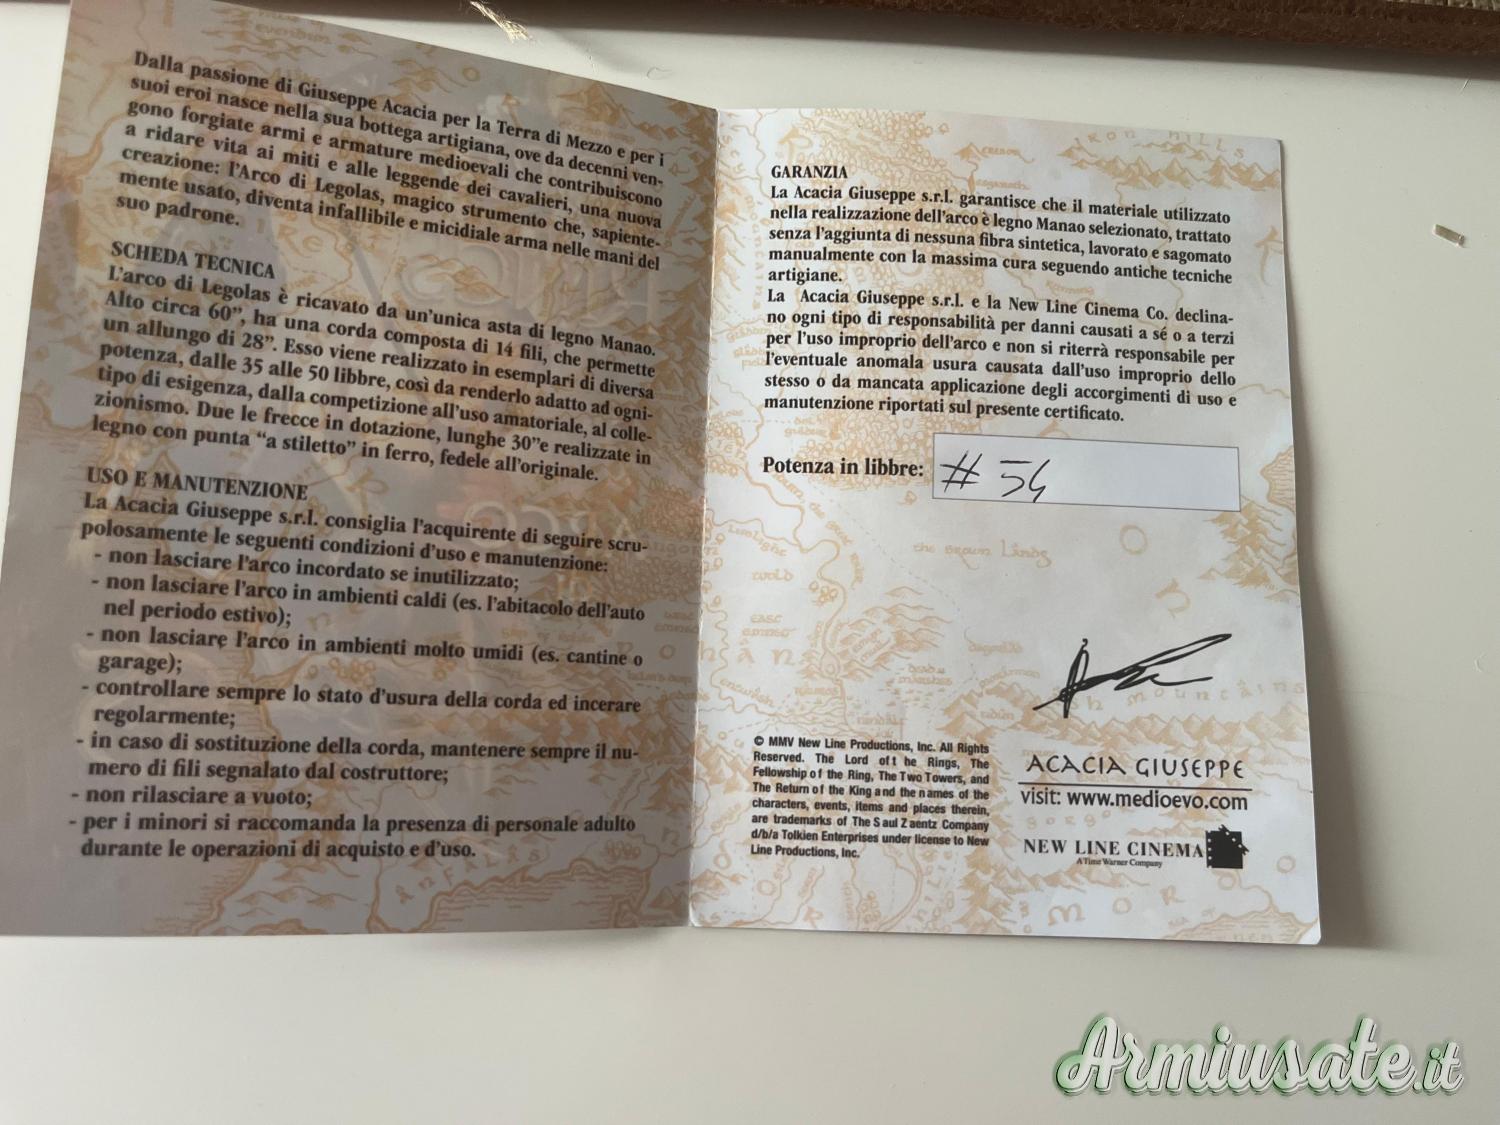 Dalla passione di Giuseppe Acacia per la Terra di Mezzo e per i
suoi eroi nasce nella sua bottega artigiana, ove da decenni ven-
gono forgiate armi e armature medioevali che contribuiscono
a ridare vita ai miti e alle leggende dei cavalieri, una nuova
creazione: l'Arco di Legolas, magico strumento che, sapiente-
mente usato, diventa infallibile e micidiale arma nelle mani del
suo padrone.
SCHEDA TECNICA
L'arco di Legolas è ricavato da un'unica asta di legno Manao.
Alto circa 60”, ha una corda composta di 14 fili, che permette
un allungo di 28”. Esso viene realizzato in esemplari di diversa
potenza, dalle 35 alle 50 libbre, così da renderlo adatto ad ogni-
tipo di esigenza, dalla competizione all'uso amatoriale, al colle-
zionismo. Due le frecce in dotazione, lunghe 30”e realizzate in
legno con punta “a stiletto” in ferro, fedele all'originale.
USO E MANUTENZIONE
La Acacia Giuseppe s.r.l. consiglia l'acquirente di seguire scru-
polosamente le seguenti condizioni d'uso e manutenzione:
- non lasciare l'arco incordato se inutilizzato;
- non lasciare l'arco in ambienti caldi (es. l'abitacolo dell'auto
nel periodo estivo);
- non lasciare l'arco in ambienti molto umidi (es. cantine o
garage);
- controllare sempre lo stato d'usura della corda ed incerare
regolarmente;
- in caso di sostituzione della corda, mantenere sempre il nu-
mero di fili segnalato dal costruttore;
- non rilasciare a vuoto;
- per i minori si raccomanda la presenza di personale adulto
durante le operazioni di acquisto e d'uso.
GARANZIA
La Acacia Giuseppe s.r.l. garantisce che il materiale utilizzato
nella realizzazione dell'arco è legno Manao selezionato, trattato
senza l'aggiunta di nessuna fibra sintetica, lavorato e sagomato
manualmente con la massima cura seguendo antiche tecniche
artigiane.
La Acacia Giuseppe s.r.l. e la New Line Cinema Co. declina-
no ogni tipo di responsabilità per danni causati a sé o a terzi
per l'uso improprio dell'arco e non si riterrà responsabile per
l'eventuale anomala usura causata dall'uso improprio dello
stesso o da mancata applicazione degli accorgimenti di uso e
manutenzione riportati sul presente certificato.
Potenza in libbre: # 54
© MMV New Line Productions, Inc. All Rights
Reserved. The Lord of t he Rings, The
Fellowship o f the Ring, The T wo Towers, and
The Return o f the King a nd the n ames of the
characters, events, items and places therein,
are trademarks of The S aul Z aentz Company
d/b/a Tolkien Enterprises under license to New
Line Productions, Inc.
ACACIA GIUSEPPE
visit: www.medioevo.com
NEW LINE CINEMA
A Time Warner Company
IRON HILLS
the Brown Lands
Armiusate.it